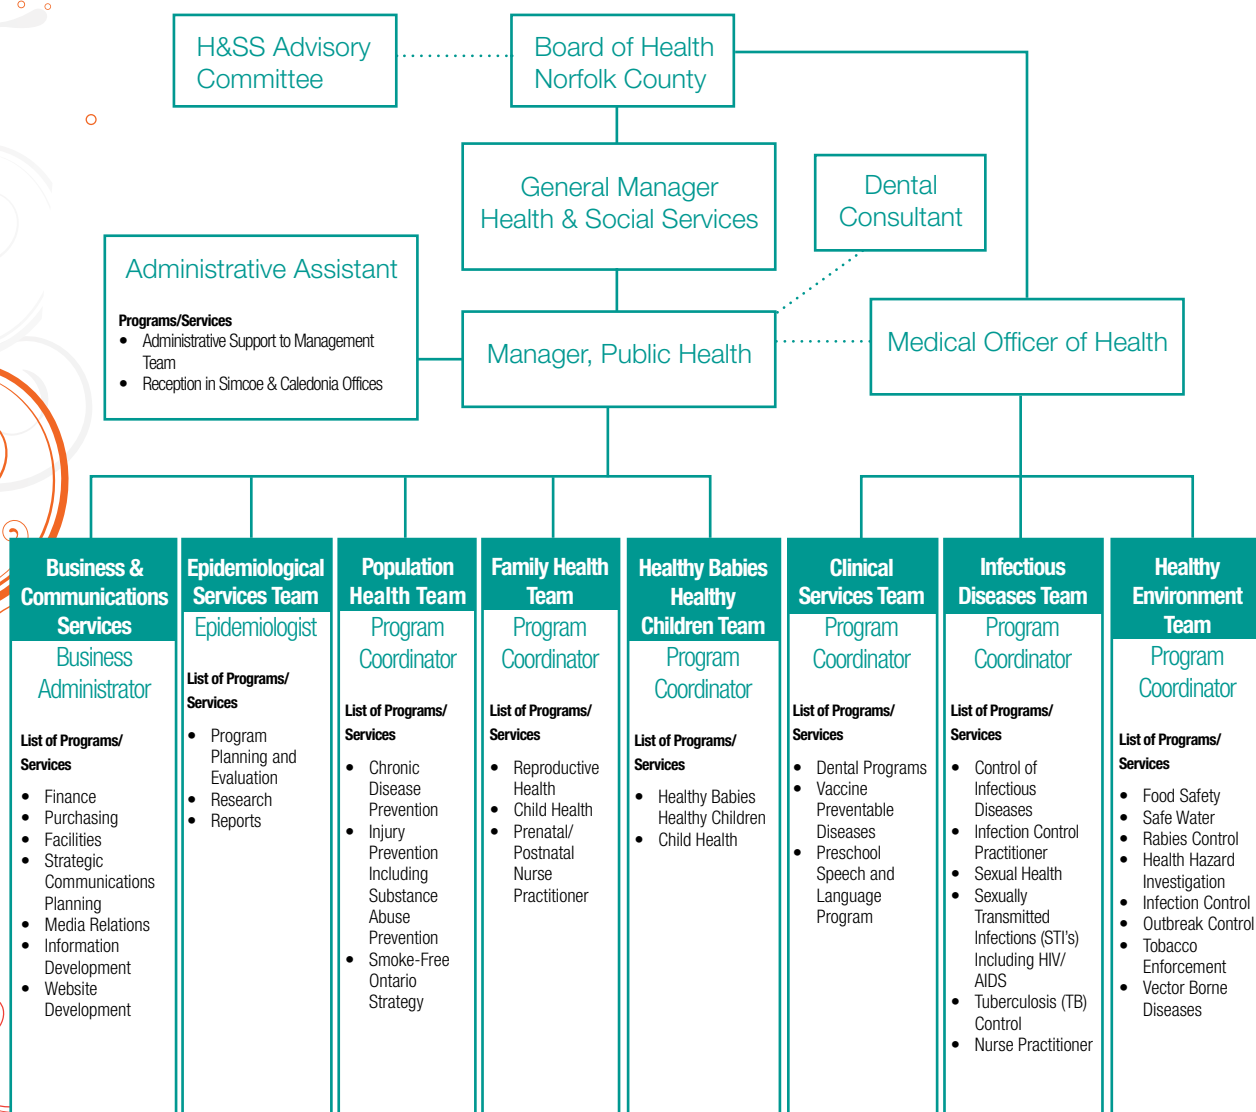 H&SS Advisory
Committee
Board of Health
Norfolk County
General Manager
Health & Social Services
Dental
Consultant
Administrative Assistant
Programs/Services
• Administrative Support to Management
Team
• Reception in Simcoe & Caledonia Offices
Manager, Public Health
Medical Officer of Health
Business &
Communications
Services
Business
Administrator
List of Programs/
Services
• Finance
• Purchasing
• Facilities
• Strategic
Communications
Planning
• Media Relations
• Information
Development
• Website
Development
Epidemiological
Services Team
Epidemiologist
List of Programs/
Services
• Program
Planning and
Evaluation
• Research
• Reports
Population
Health Team
Program
Coordinator
List of Programs/
Services
• Chronic
Disease
Prevention
• Injury
Prevention
Including
Substance
Abuse
Prevention
• Smoke-Free
Ontario
Strategy
Family Health
Team
Program
Coordinator
List of Programs/
Services
• Reproductive
Health
• Child Health
• Prenatal/
Postnatal
Nurse
Practitioner
Healthy Babies
Healthy
Children Team
Program
Coordinator
List of Programs/
Services
• Healthy Babies
Healthy Children
• Child Health
Clinical
Services Team
Program
Coordinator
List of Programs/
Services
• Dental Programs
• Vaccine
Preventable
Diseases
• Preschool
Speech and
Language
Program
Infectious
Diseases Team
Program
Coordinator
List of Programs/
Services
• Control of
Infectious
Diseases
• Infection Control
Practitioner
• Sexual Health
• Sexually
Transmitted
Infections (STI's)
Including HIV/
AIDS
• Tuberculosis (TB)
Control
• Nurse Practitioner
Healthy
Environment
Team
Program
Coordinator
List of Programs/
Services
• Food Safety
• Safe Water
• Rabies Control
• Health Hazard
Investigation
• Infection Control
• Outbreak Control
• Tobacco
Enforcement
• Vector Borne
Diseases